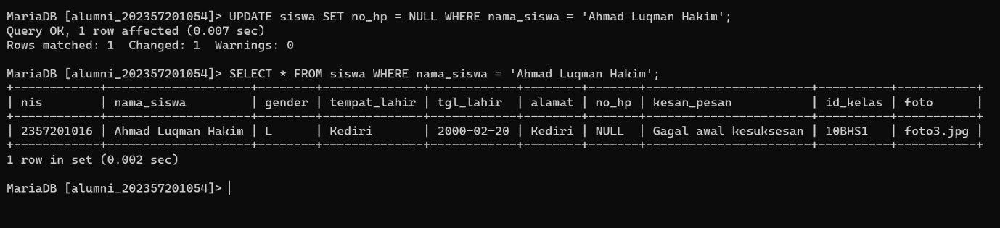 MariaDB [alumni_202357201054]> UPDATE siswa SET no_hp = NULL WHERE nama_siswa = 'Ahmad Luqman Hakim';
Query OK, 1 row affected (0.007 sec)
Rows matched: 1  Changed: 1  Warnings: 0

MariaDB [alumni_202357201054]> SELECT * FROM siswa WHERE nama_siswa = 'Ahmad Luqman Hakim';
+------------+--------------------+--------+--------------+------------+--------+-------+-----------------------+----------+-----------+
| nis        | nama_siswa         | gender | tempat_lahir | tgl_lahir  | alamat | no_hp | kesan_pesan           | id_kelas | foto      |
+------------+--------------------+--------+--------------+------------+--------+-------+-----------------------+----------+-----------+
| 2357201016 | Ahmad Luqman Hakim | L      | Kediri       | 2000-02-20 | Kediri | NULL  | Gagal awal kesuksesan | 10BHS1   | foto3.jpg |
+------------+--------------------+--------+--------------+------------+--------+-------+-----------------------+----------+-----------+
1 row in set (0.002 sec)

MariaDB [alumni_202357201054]>